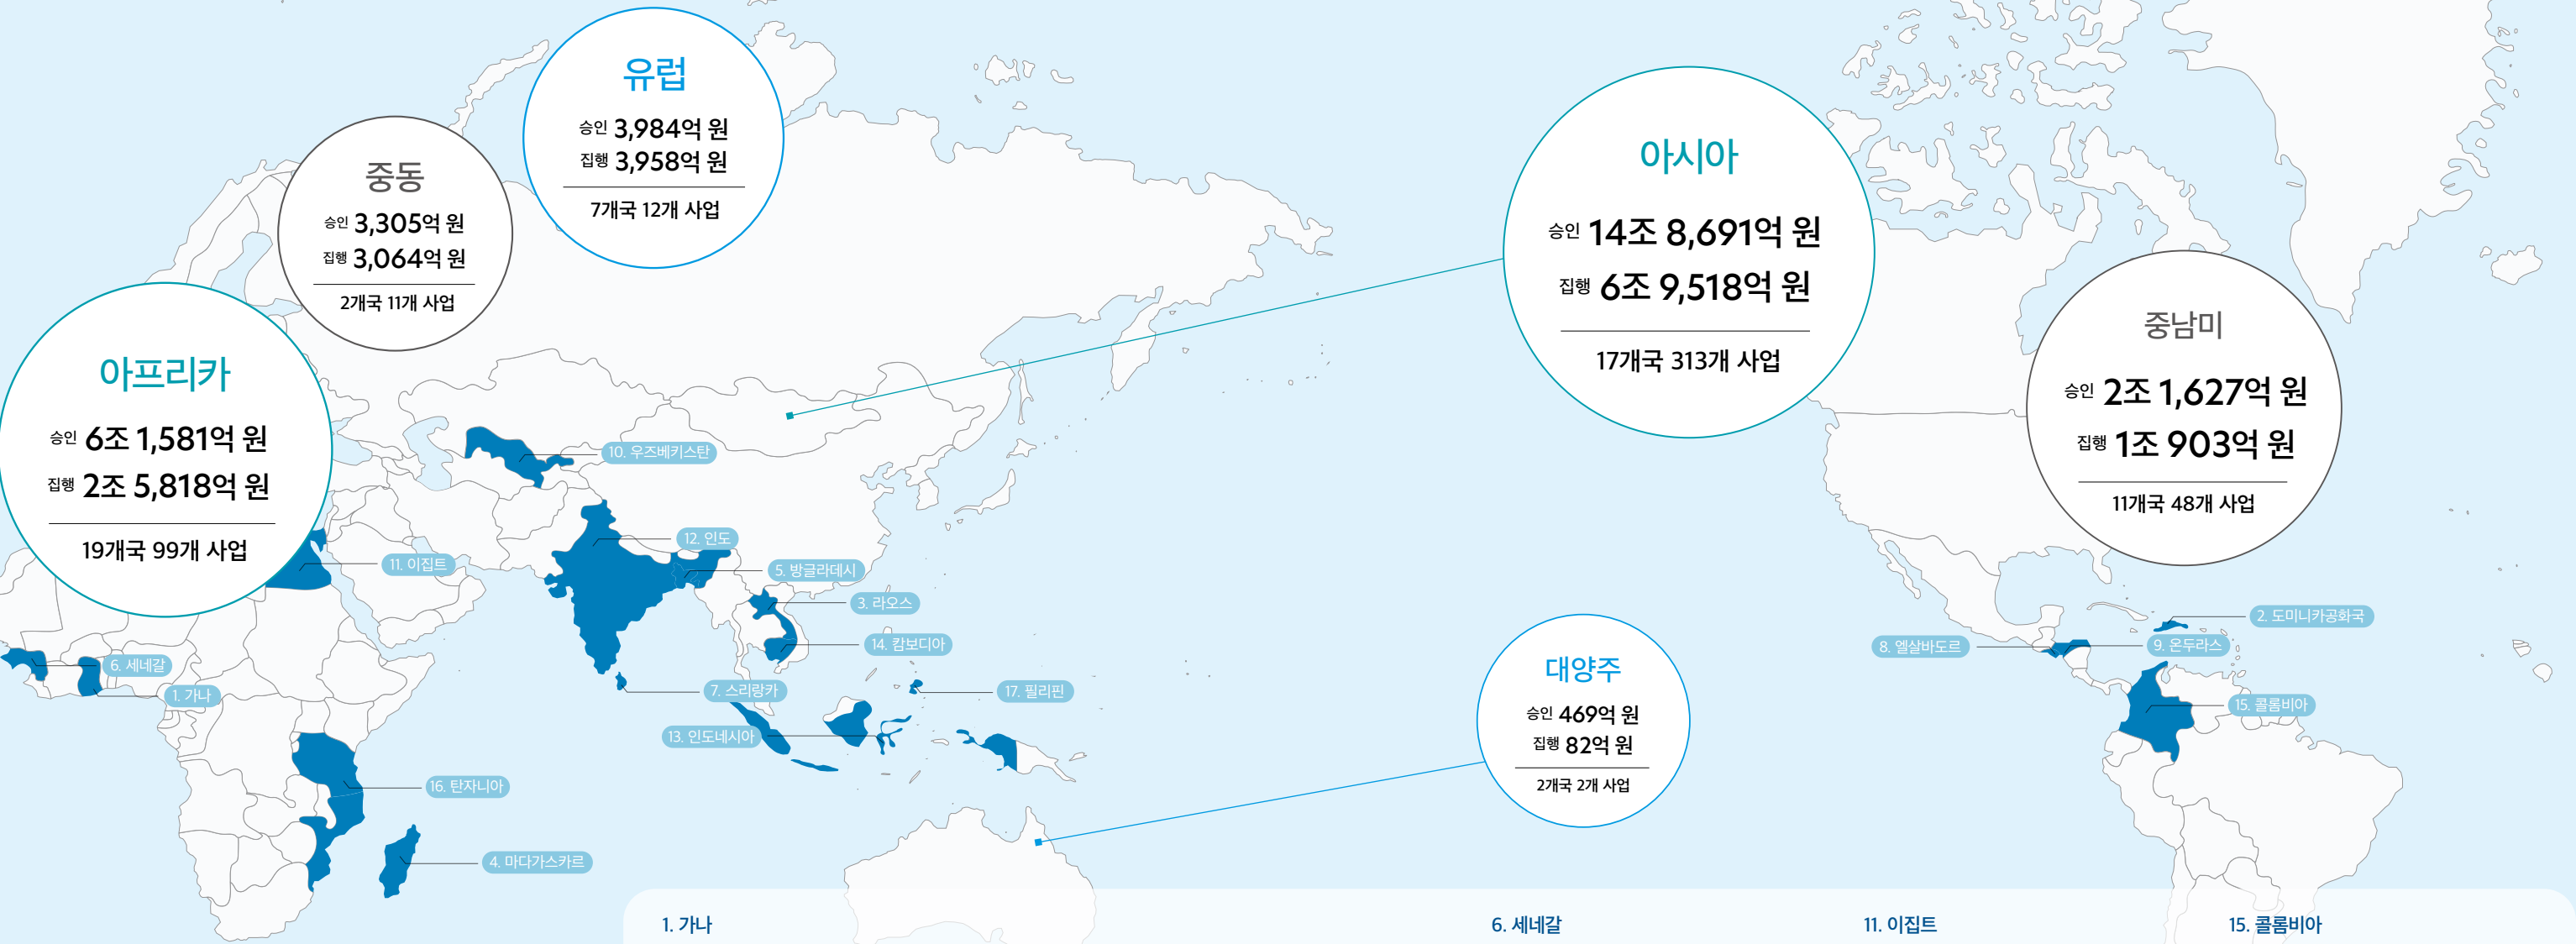 유럽
승인 3,984억 원
집행 3,958억 원
7개국 12개 사업
중동
승인 3,305억 원
집행 3,064억 원
2개국 11개 사업
아시아
승인 14조 8,691억 원
집행 6조 9,518억 원
17개국 313개 사업
아프리카
승인 6조 1,581억 원
집행 2조 5,818억 원
19개국 99개 사업
중남미
승인 2조 1,627억 원
집행 1조 903억 원
11개국 48개 사업
10. 우즈베키스탄
12. 인도
11. 이집트
5. 방글라데시
3. 라오스
14. 캄보디아
6. 세네갈
1. 가나
7. 스리랑카
17. 필리핀
13. 인도네시아
16. 탄자니아
4. 마다가스카르
대양주
승인 469억 원
집행 82억 원
2개국 2개 사업
2. 도미니카공화국
8. 엘살바도르
9. 온두라스
15. 콜롬비아
1. 가나
6. 세네갈
11. 이집트
15. 콜롬비아